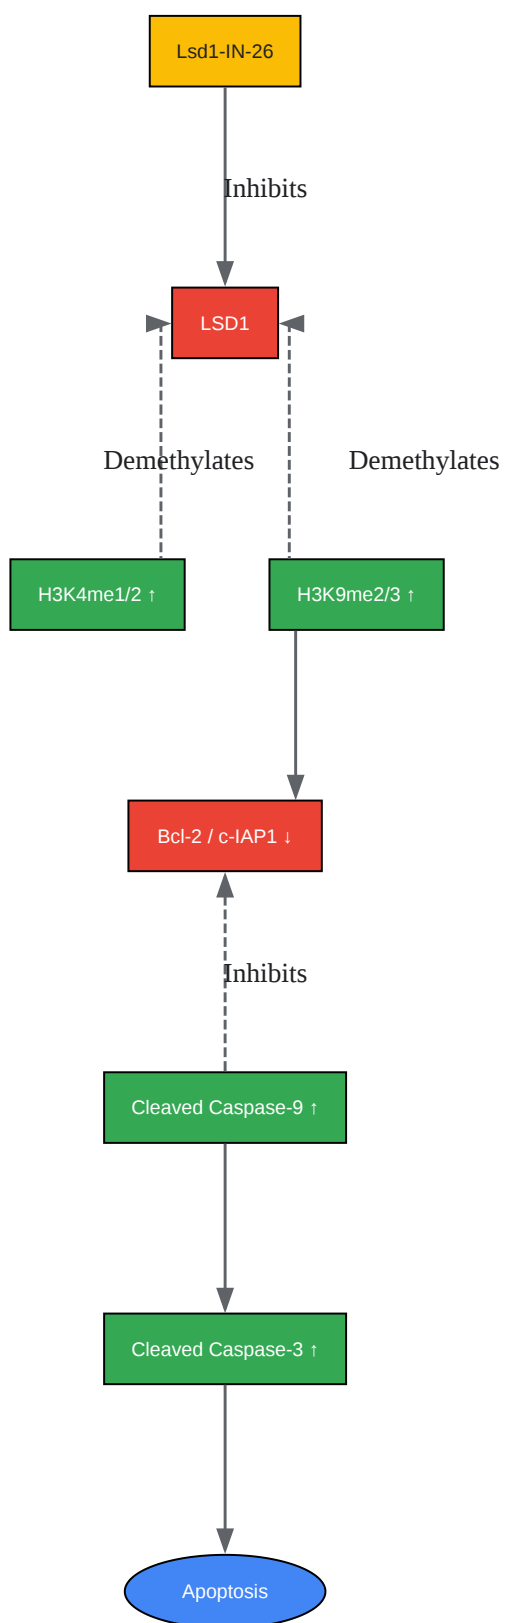 Lsd1-IN-26
Inhibits
LSD1
Demethylates
Demethylates
H3K4me1/2 ↑
H3K9me2/3 ↑
Bcl-2 / c-IAP1 ↓
Inhibits
Cleaved Caspase-9 ↑
Cleaved Caspase-3 ↑
Apoptosis